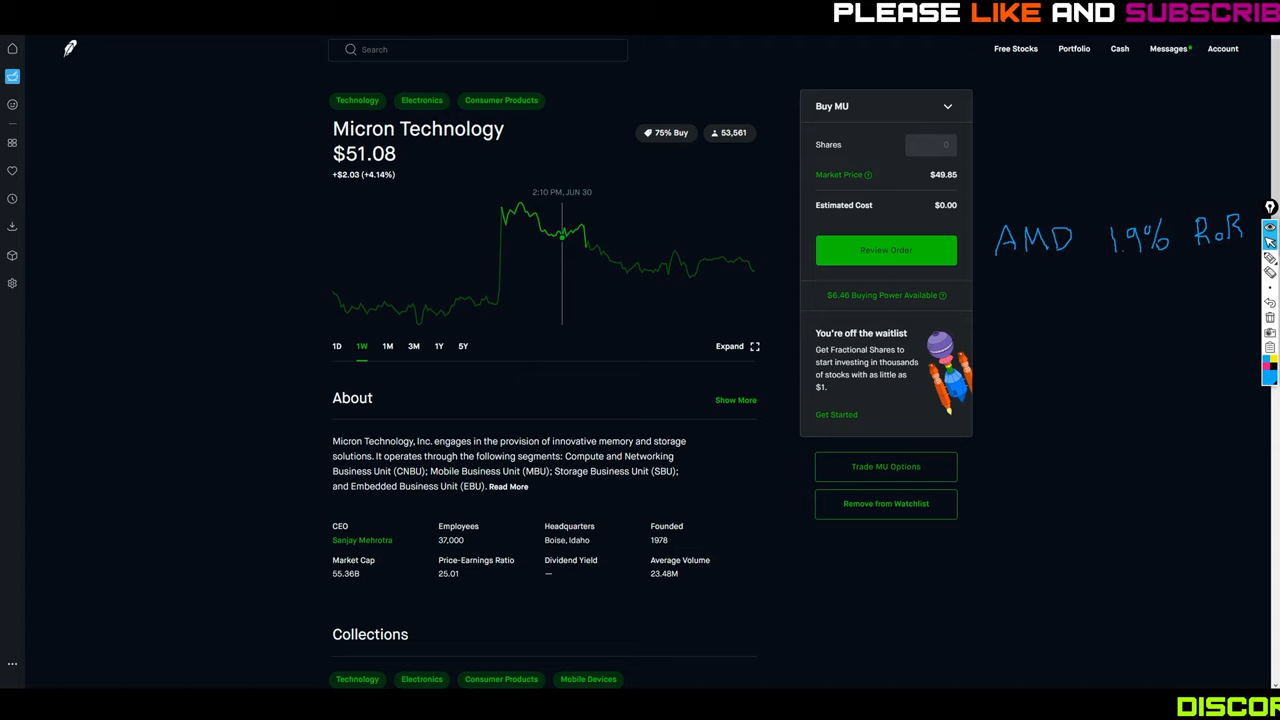 PLEASE LIKE AND SUBSCRIB
Search
Free Stocks Portfolio Cash Messages Account
Technology Electronics Consumer Products
Micron Technology
$51.08
+$2.03 (+4.14%)
75% Buy 53,561
2:10 PM, JUN 30
1D 1W 1M 3M 1Y 5Y
Expand
About
Show More
Micron Technology, Inc. engages in the provision of innovative memory and storage
solutions. It operates through the following segments: Compute and Networking
Business Unit (CNBU); Mobile Business Unit (MBU); Storage Business Unit (SBU);
and Embedded Business Unit (EBU). Read More
CEO Employees Headquarters Founded
Sanjay Mehrotra 37,000 Boise, Idaho 1978
Market Cap Price-Earnings Ratio Dividend Yield Average Volume
55.36B 25.01 — 23.48M
Collections
Technology Electronics Consumer Products Mobile Devices
Buy MU
Shares 0
Market Price $49.85
Estimated Cost $0.00
Review Order
$6.46 Buying Power Available
You're off the waitlist
Get Fractional Shares to
start investing in thousands
of stocks with as little as
$1.
Get Started
Trade MU Options
Remove from Watchlist
AMD 1.9% RoR
DISCOR